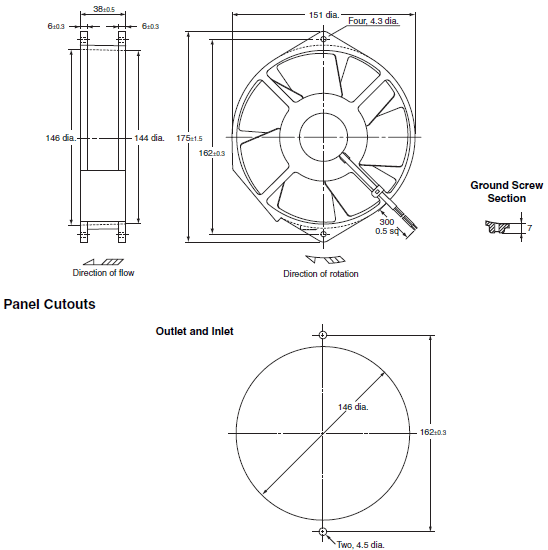 38±0.5
6±0.3
6±0.3
151 dia.
Four, 4.3 dia.
146 dia.
144 dia.
175±1.5
162±0.3
300
0.5 sq
Ground Screw
Section
7
Direction of flow
Direction of rotation
Panel Cutouts
Outlet and Inlet
146 dia.
162±0.3
Two, 4.5 dia.